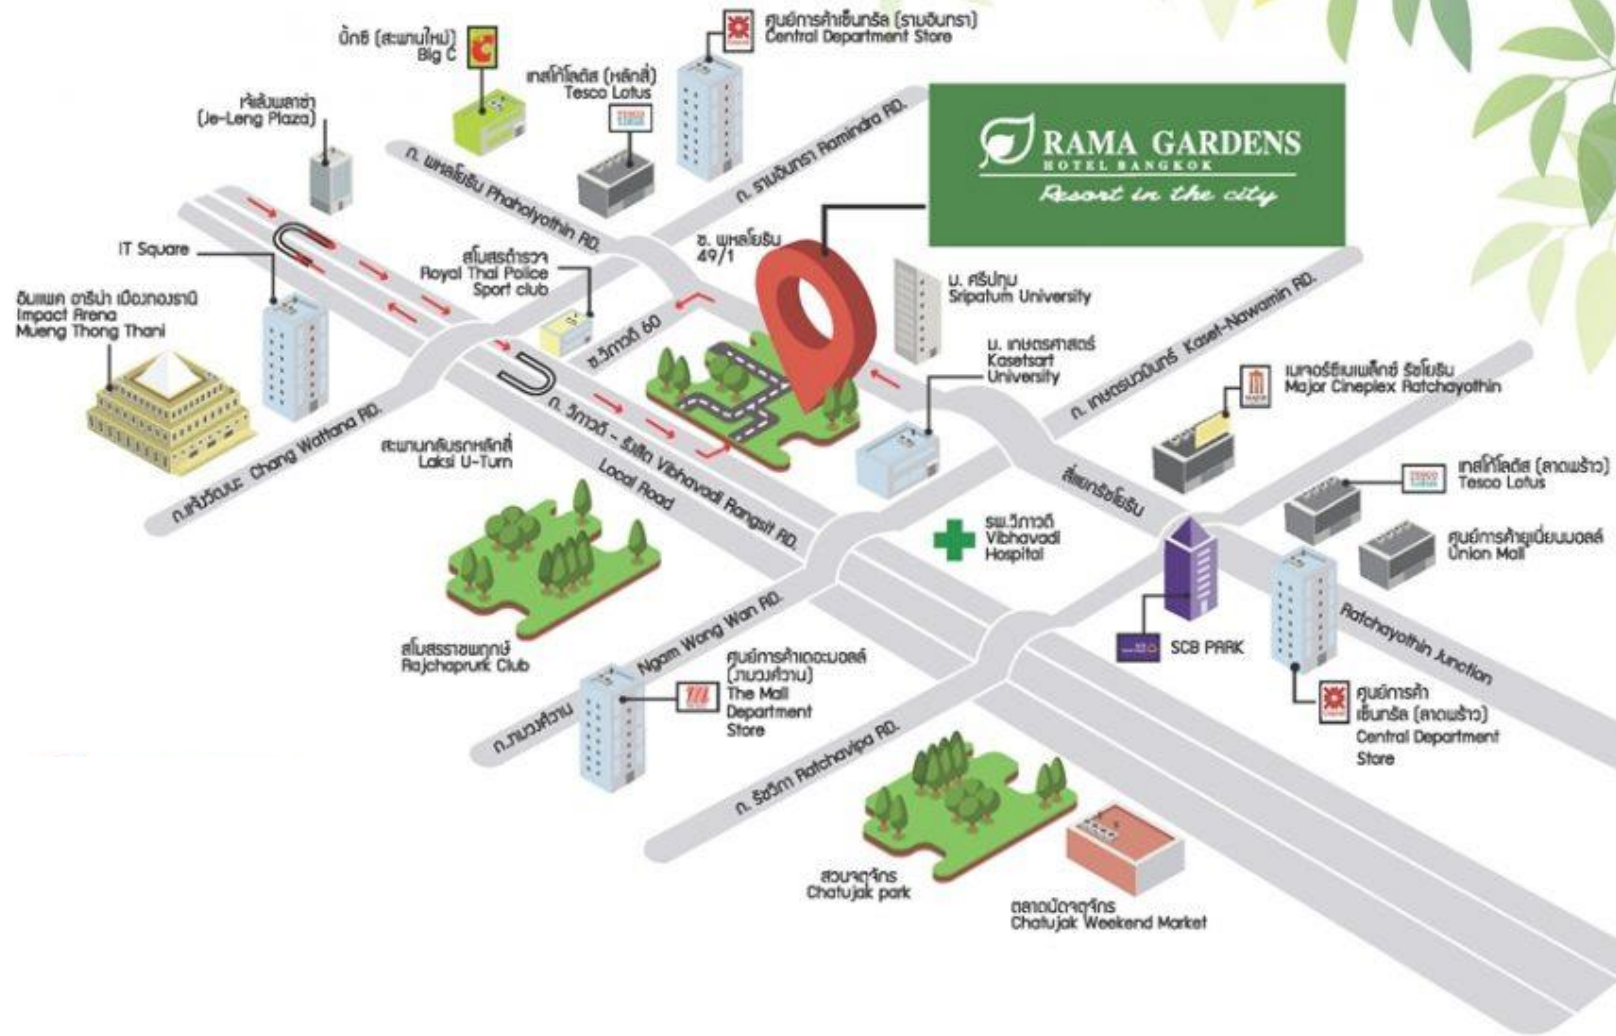 ศูนย์การค้าเซ็นทรัล (รามอินทรา)
Central Department Store
บิ๊กซี (สะพานใหม่)
Big C
เทสโก้โลตัส (หลักสี่)
Tesco Lotus
TESCO
Lotus
เจ้เล้งพลาซ่า
(Je-Leng Plaza)
ถ. พหลโยธิน Phaholyothin RD.
ถ. รามอินทรา Ramindra RD.
RAMA GARDENS
HOTEL BANGKOK
Resort in the city
ซ. พหลโยธิน
49/1
IT Square
สโมสรตำรวจ
Royal Thai Police
Sport club
ม. ศรีปทุม
Sripatum University
อิมแพค อารีน่า เมืองทองธานี
Impact Arena
Mueng Thong Thani
ซ.วิภาวดี 60
ม. เกษตรศาสตร์
Kasetsart
University
ถ. เกษตรนวมินทร์ Kaset-Nawamin RD.
เมเจอร์ซีนีเพล็กซ์ รัชโยธิน
Major Cineplex Ratchayothin
MAJOR
ถ.แจ้งวัฒนะ Chang Wattana RD.
สะพานกลับรถหลักสี่
Laksi U-Turn
ถ. วิภาวดี - รังสิต Vibhavadi Rangsit RD.
Local Road
สี่แยกรัชโยธิน
เทสโก้โลตัส (ลาดพร้าว)
Tesco Lotus
TESCO
Lotus
รพ.วิภาวดี
Vibhavadi
Hospital
ศูนย์การค้ายูเนี่ยนมอลล์
Union Mall
สโมสรราชพฤกษ์
Rajchapruk Club
ถ.งามวงศ์วาน Ngam Wong Wan RD.
ศูนย์การค้าเดอะมอลล์
(งามวงศ์วาน)
The Mall
Department
Store
SCB PARK
Ratchayothin Junction
ศูนย์การค้า
เซ็นทรัล (ลาดพร้าว)
Central Department
Store
ถ. รัชวิภา Ratchavipa RD.
สวนจตุจักร
Chatujak park
ตลาดนัดจตุจักร
Chatujak Weekend Market